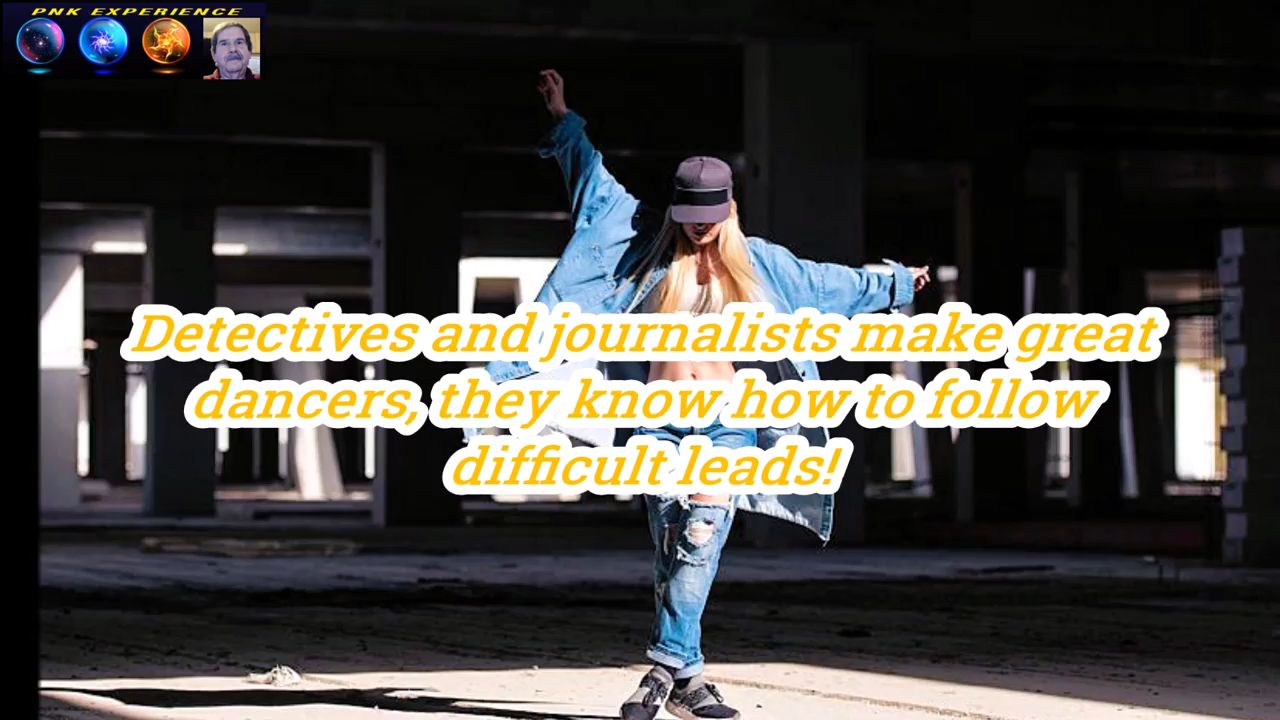 PNK EXPERIENCE
Detectives and journalists make great
dancers, they know how to follow
difficult leads!